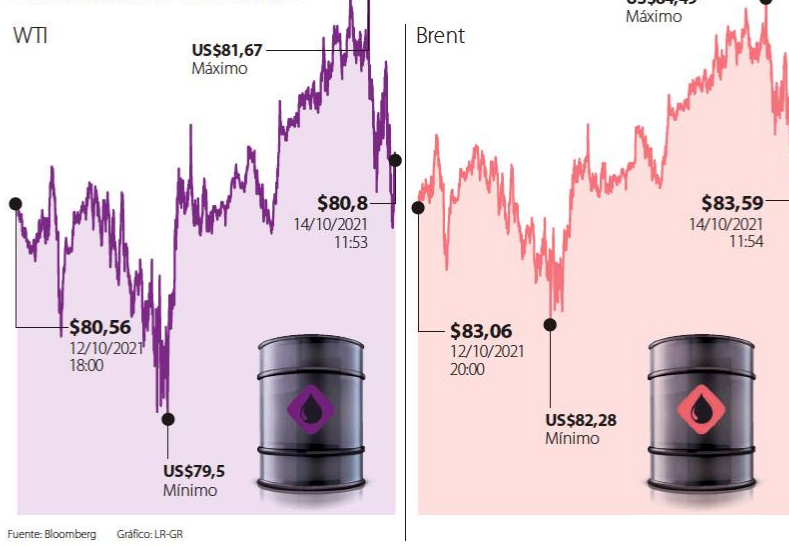 WTI
US$81,67
Máximo
$80,8
14/10/2021
11:53
$80,56
12/10/2021
18:00
US$79,5
Mínimo
Máximo
Brent
$83,59
14/10/2021
11:54
$83,06
12/10/2021
20:00
US$82,28
Mínimo
Fuente: Bloomberg Gráfico: LR-GR